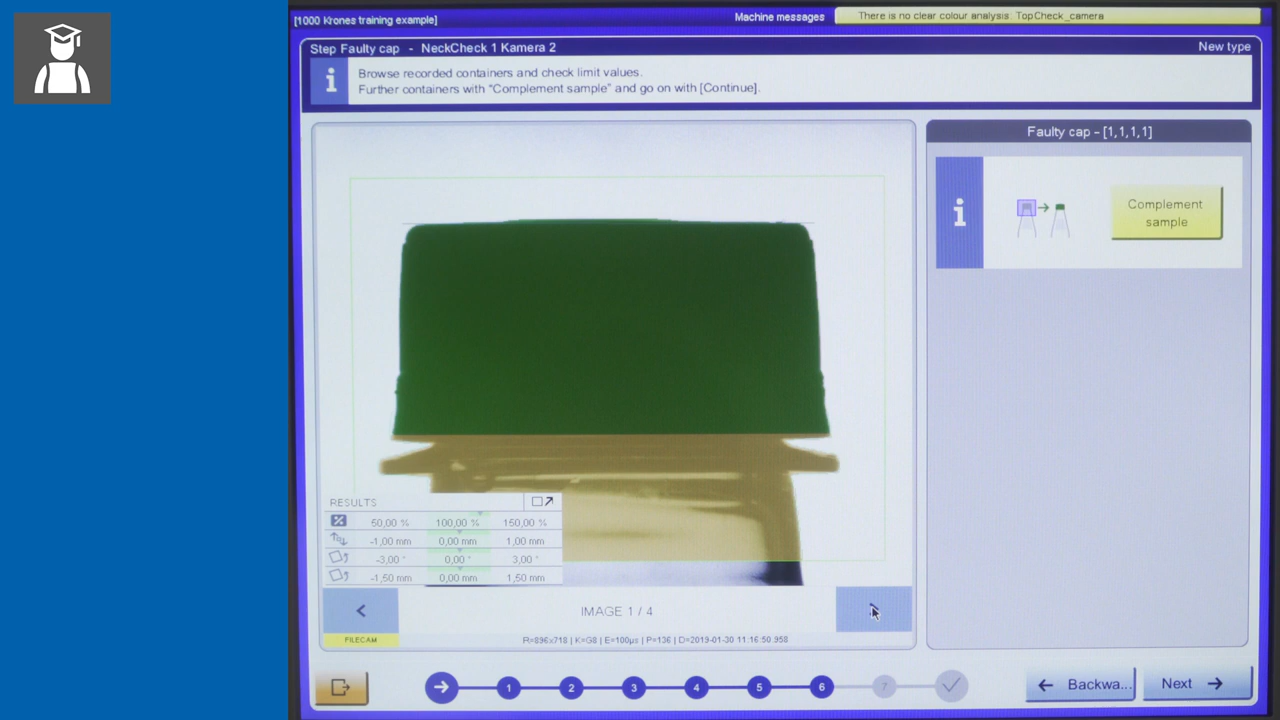 [1000 Krones training example]
Machine messages
There is no clear colour analysis: TopCheck_camera
Step Faulty cap - NeckCheck 1 Kamera 2
New type
Browse recorded containers and check limit values.
Further containers with "Complement sample" and go on with [Continue].
Faulty cap - [1,1,1,1]
Complement
sample
RESULTS
50,00 % 100,00 % 150,00 %
-1,00 mm 0,00 mm 1,00 mm
-3,00 ° 0,00 ° 3,00 °
-1,50 mm 0,00 mm 1,50 mm
IMAGE 1 / 4
FILECAM
R=896x718 | K=G8 | E=100µs | P=136 | D=2019-01-30 11:16:50.958
1 2 3 4 5 6 7
Backwa...
Next